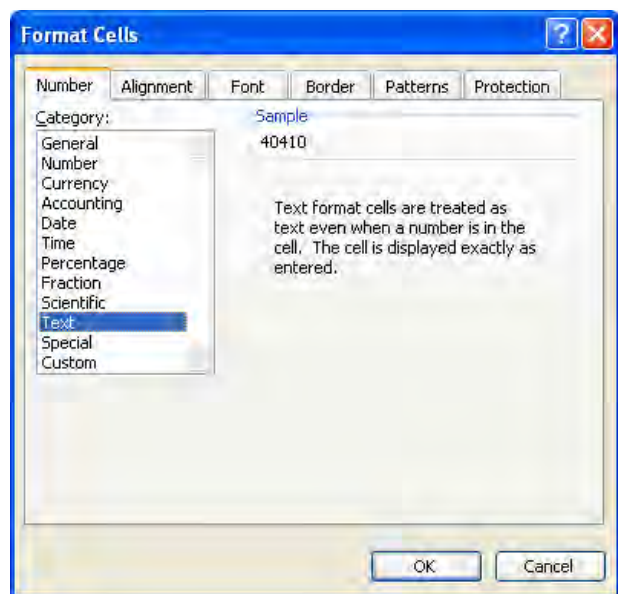 Format Cells
Number Alignment Font Border Patterns Protection
Category:
General
Number
Currency
Accounting
Date
Time
Percentage
Fraction
Scientific
Text
Special
Custom
Sample
40410
Text format cells are treated as
text even when a number is in the
cell. The cell is displayed exactly as
entered.
OK Cancel